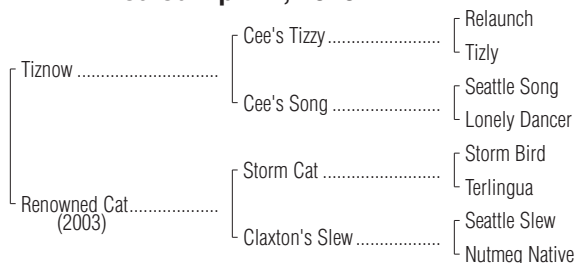 Relaunch
Cee's Tizzy
Tizly
Tiznow
Seattle Song
Cee's Song
Lonely Dancer
Storm Bird
Storm Cat
Terlingua
Renowned Cat
(2003)
Seattle Slew
Claxton's Slew
Nutmeg Native